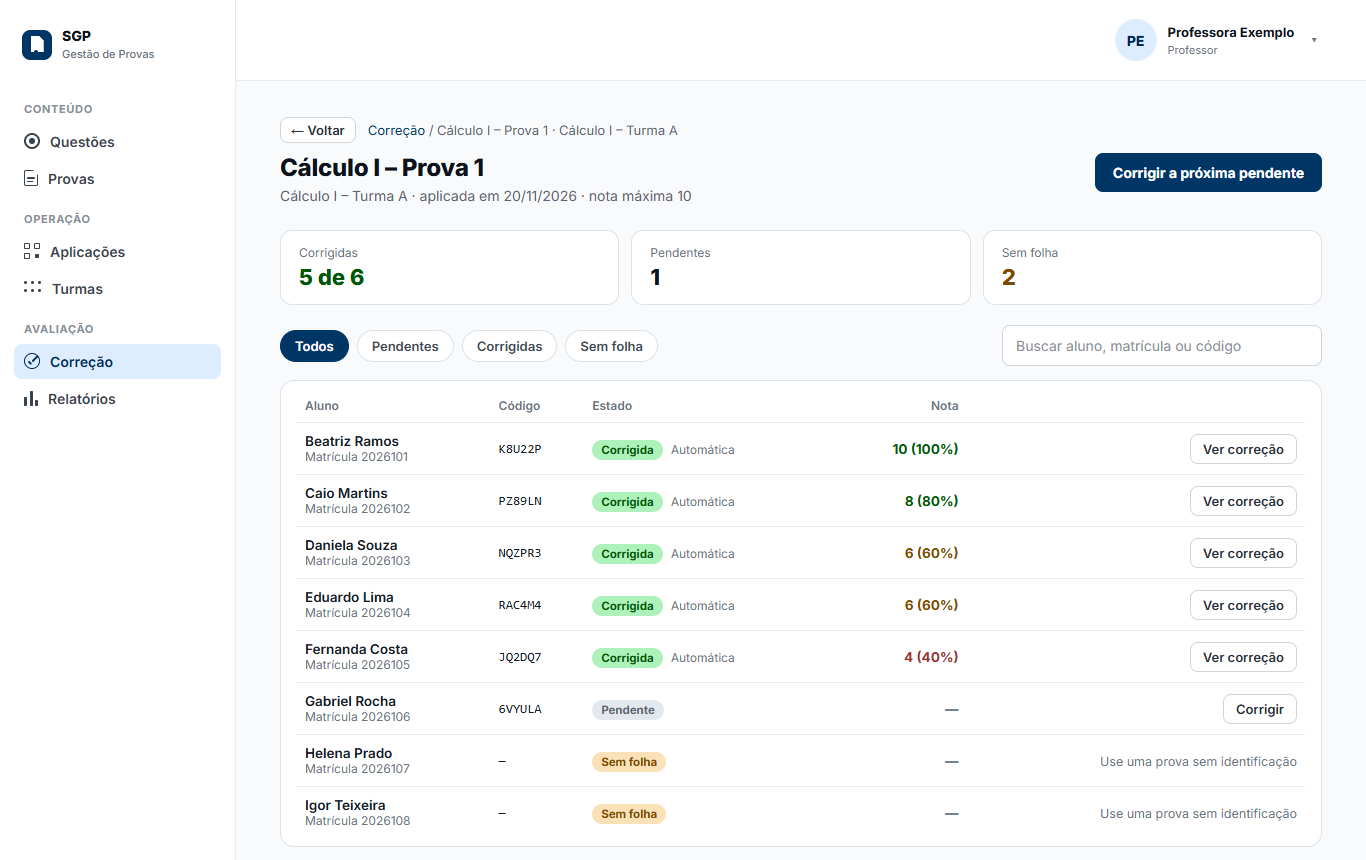 SGP
Gestão de Provas
PE
Professora Exemplo
Professor
CONTEÚDO
Questões
Provas
OPERAÇÃO
Aplicações
Turmas
AVALIAÇÃO
Correção
Relatórios
← Voltar
Correção / Cálculo I – Prova 1 · Cálculo I – Turma A
Cálculo I – Prova 1
Cálculo I – Turma A · aplicada em 20/11/2026 · nota máxima 10
Corrigir a próxima pendente
Corrigidas
5 de 6
Pendentes
1
Sem folha
2
Todos Pendentes Corrigidas Sem folha
Buscar aluno, matrícula ou código
Aluno Código Estado Nota
Beatriz Ramos
Matrícula 2026101
K8U22P Corrigida Automática 10 (100%) Ver correção
Caio Martins
Matrícula 2026102
PZ89LN Corrigida Automática 8 (80%) Ver correção
Daniela Souza
Matrícula 2026103
NQZPR3 Corrigida Automática 6 (60%) Ver correção
Eduardo Lima
Matrícula 2026104
RAC4M4 Corrigida Automática 6 (60%) Ver correção
Fernanda Costa
Matrícula 2026105
JQ2DQ7 Corrigida Automática 4 (40%) Ver correção
Gabriel Rocha
Matrícula 2026106
6VYULA Pendente — Corrigir
Helena Prado
Matrícula 2026107
– Sem folha — Use uma prova sem identificação
Igor Teixeira
Matrícula 2026108
– Sem folha — Use uma prova sem identificação